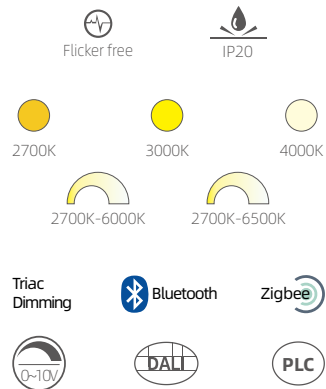 Flicker free
IP20
2700K
3000K
4000K
2700K-6000K
2700K-6500K
Triac
Dimming
Bluetooth
Zigbee
0~10V
DALI
PLC